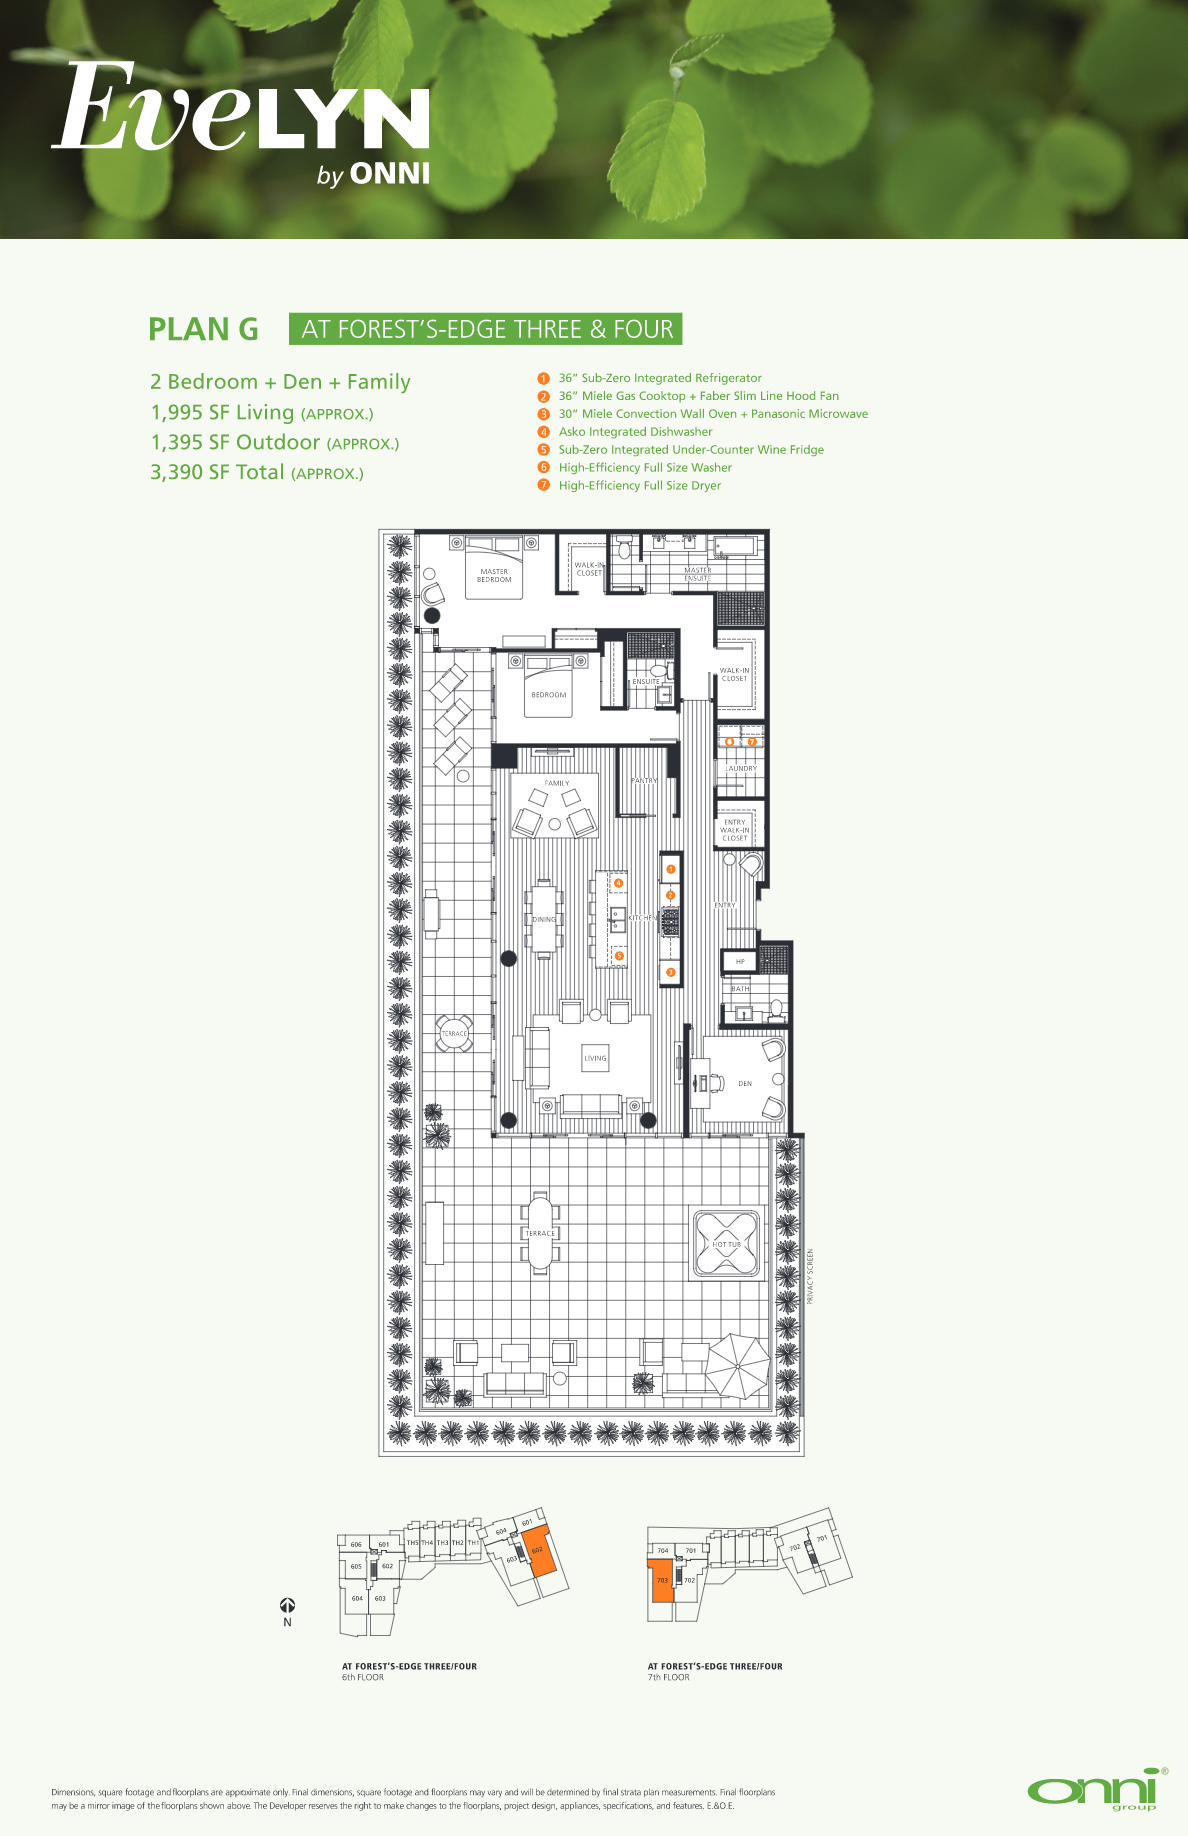 EveLYN
by ONNI
PLAN G AT FOREST'S-EDGE THREE & FOUR
2 Bedroom + Den + Family
1,995 SF Living (APPROX.)
1,395 SF Outdoor (APPROX.)
3,390 SF Total (APPROX.)
1 36” Sub-Zero Integrated Refrigerator
2 36” Miele Gas Cooktop + Faber Slim Line Hood Fan
3 30” Miele Convection Wall Oven + Panasonic Microwave
4 Asko Integrated Dishwasher
5 Sub-Zero Integrated Under-Counter Wine Fridge
6 High-Efficiency Full Size Washer
7 High-Efficiency Full Size Dryer
MASTER
BEDROOM
WALK-IN
CLOSET
MASTER
ENSUITE
WALK-IN
CLOSET
ENSUITE
BEDROOM
6 7
LAUNDRY
FAMILY
PANTRY
ENTRY
WALK-IN
CLOSET
1
4
2
ENTRY
DINING
KITCHEN
5
3
HP
BATH
TERRACE
LIVING
DEN
TERRACE
HOT TUB
PRIVACY SCREEN
606 601 TH5 TH4 TH3 TH2 TH1 604 601
605 602 603 602
604 603
704 701 702 701
703 702
N
AT FOREST'S-EDGE THREE/FOUR
6th FLOOR
AT FOREST'S-EDGE THREE/FOUR
7th FLOOR
Dimensions, square footage and floorplans are approximate only. Final dimensions, square footage and floorplans may vary and will be determined by final strata plan measurements. Final floorplans
may be a mirror image of the floorplans shown above. The Developer reserves the right to make changes to the floorplans, project design, appliances, specifications, and features. E.&O.E.
onni®
group